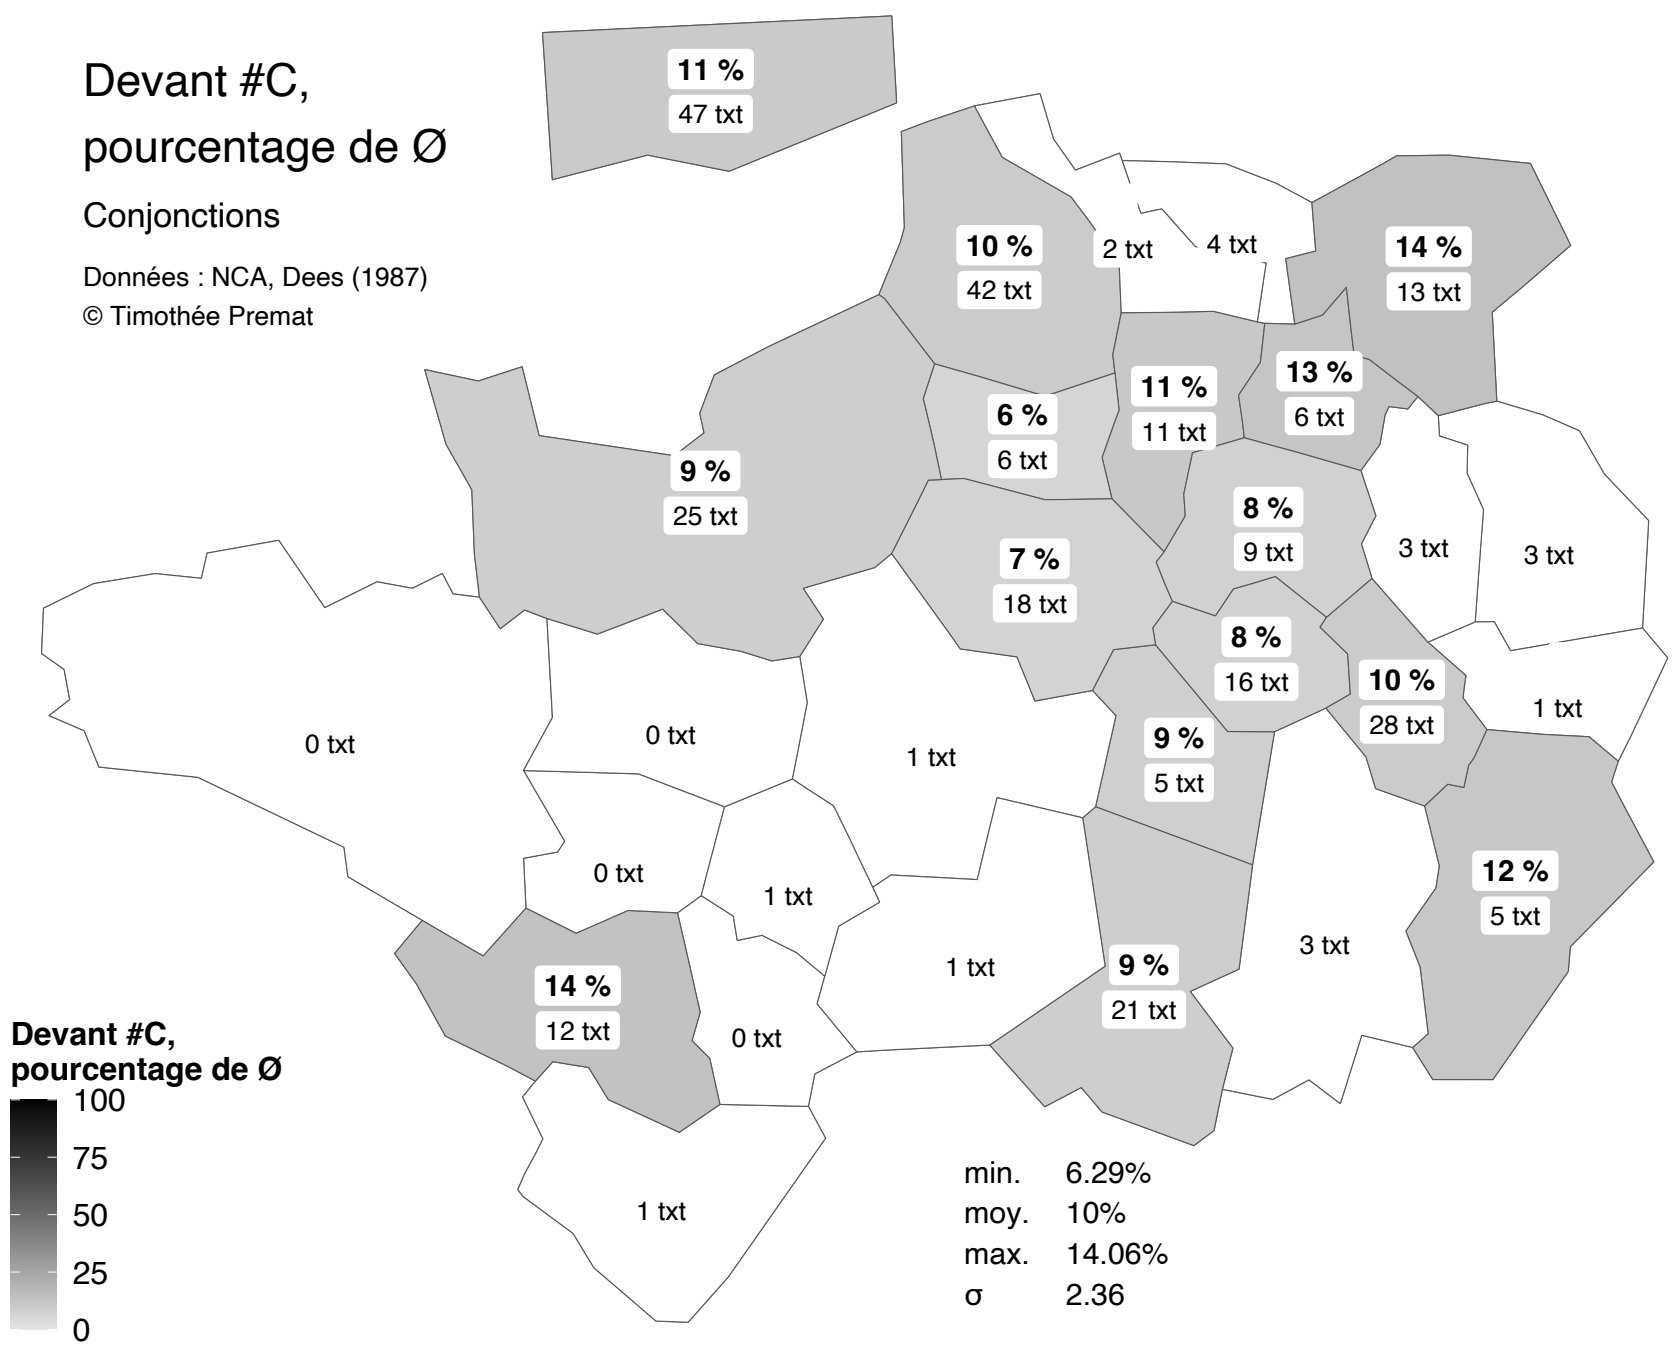 Devant #C,
pourcentage de Ø
Conjonctions
Données : NCA, Dees (1987)
© Timothée Premat
11 %
47 txt
10 %
42 txt
2 txt
4 txt
14 %
13 txt
13 %
6 txt
11 %
11 txt
6 %
6 txt
9 %
25 txt
8 %
9 txt
3 txt
3 txt
7 %
18 txt
8 %
16 txt
10 %
28 txt
1 txt
0 txt
0 txt
1 txt
9 %
5 txt
0 txt
1 txt
12 %
5 txt
3 txt
1 txt
9 %
21 txt
14 %
12 txt
0 txt
1 txt
Devant #C,
pourcentage de Ø
100
75
50
25
0
min. 6.29%
moy. 10%
max. 14.06%
σ 2.36